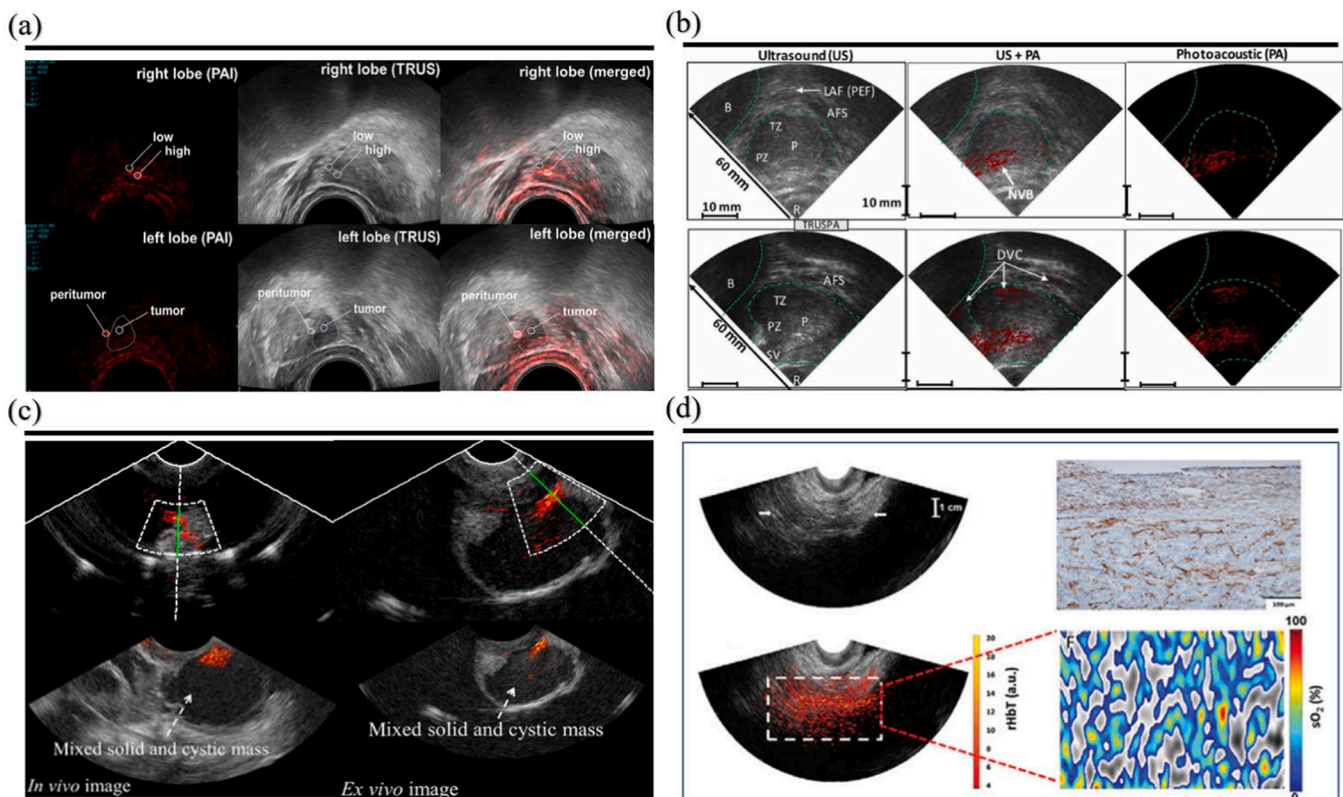 (a)
right lobe (PAI)
right lobe (TRUS)
right lobe (merged)
low
high
low
high
low
high
left lobe (PAI)
left lobe (TRUS)
left lobe (merged)
peritumor
tumor
peritumor
tumor
peritumor
tumor
(b)
Ultrasound (US)
US + PA
Photoacoustic (PA)
B
LAF (PEF)
AFS
TZ
P
PZ
60 mm
NVB
10 mm
R
10 mm
TRUSPA
DVC
B
AFS
TZ
P
PZ
60 mm
SV
R
(c)
Mixed solid and cystic mass
Mixed solid and cystic mass
In vivo image
Ex vivo image
(d)
1 cm
100 µm
20
18
16
14
12
10
8
6
4
rHbT (a.u.)
F
100
sO2 (%)
0